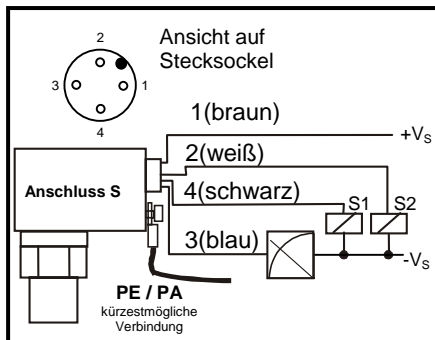 Ansicht auf
Stecksockel
2
3
1
4
1(braun)
+VS
2(weiß)
Anschluss S
4(schwarz)
S1
S2
3(blau)
-VS
PE / PA
kürzestmögliche
Verbindung